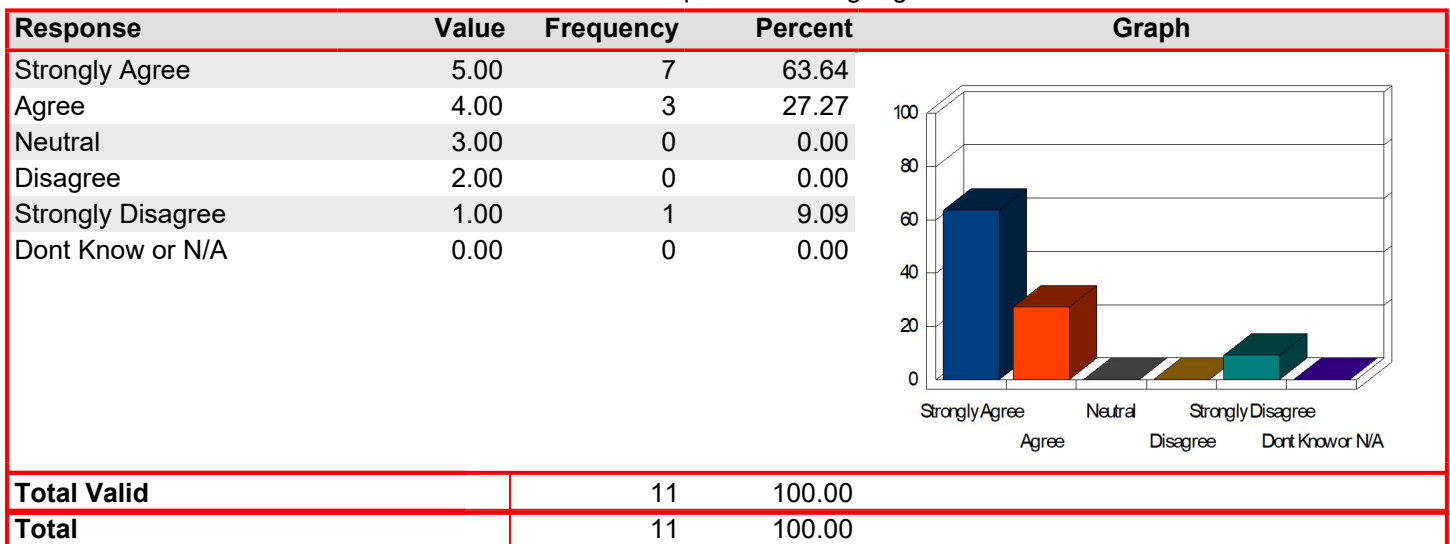 Response Value Frequency Percent Graph
Strongly Agree 5.00 7 63.64
Agree 4.00 3 27.27
Neutral 3.00 0 0.00
Disagree 2.00 0 0.00
Strongly Disagree 1.00 1 9.09
Dont Know or N/A 0.00 0 0.00
100
80
60
40
20
0
Strongly Agree Neutral Strongly Disagree
Agree Disagree Dont Know or N/A
Total Valid 11 100.00
Total 11 100.00